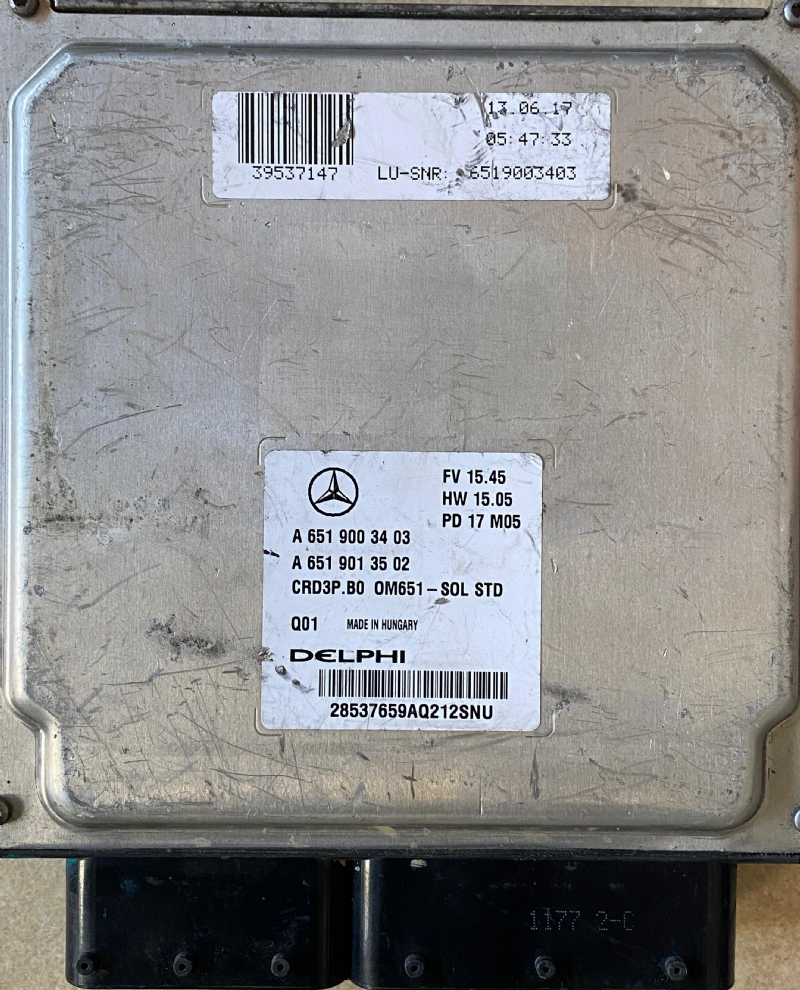 13.06.17
05:47:33
39537147 LU-SNR: 6519003403
FV 15.45
HW 15.05
PD 17 M05
A 651 900 34 03
A 651 901 35 02
CRD3P.B0 OM651-SOL STD
Q01 MADE IN HUNGARY
DELPHI
28537659AQ212SNU
1177 2-C